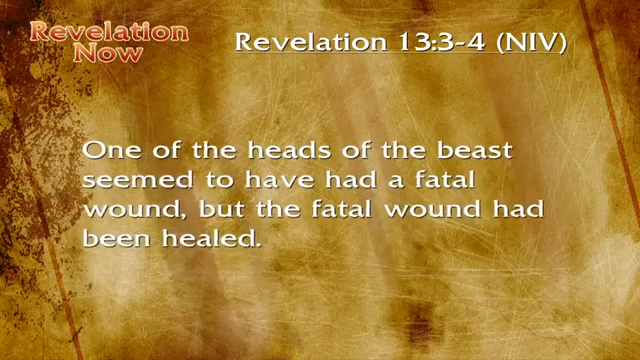 Revelation
Now
Revelation 13:3-4 (NIV)
One of the heads of the beast
seemed to have had a fatal
wound, but the fatal wound had
been healed.